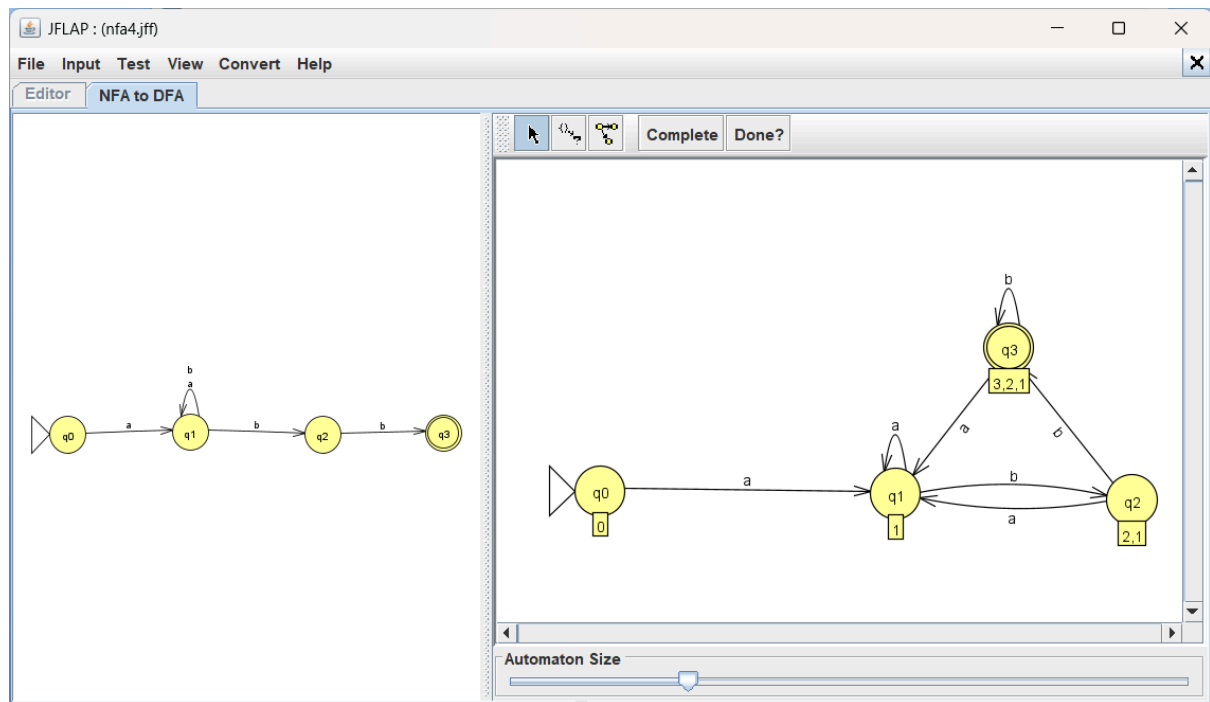 JFLAP : (nfa4.jff)
File Input Test View Convert Help
Editor NFA to DFA
Complete Done?
b
a
q0 a q1 b q2 b q3
b
q3
3,2,1
a b
a
q0 a q1 b q2
0 1 a 2,1
Automaton Size